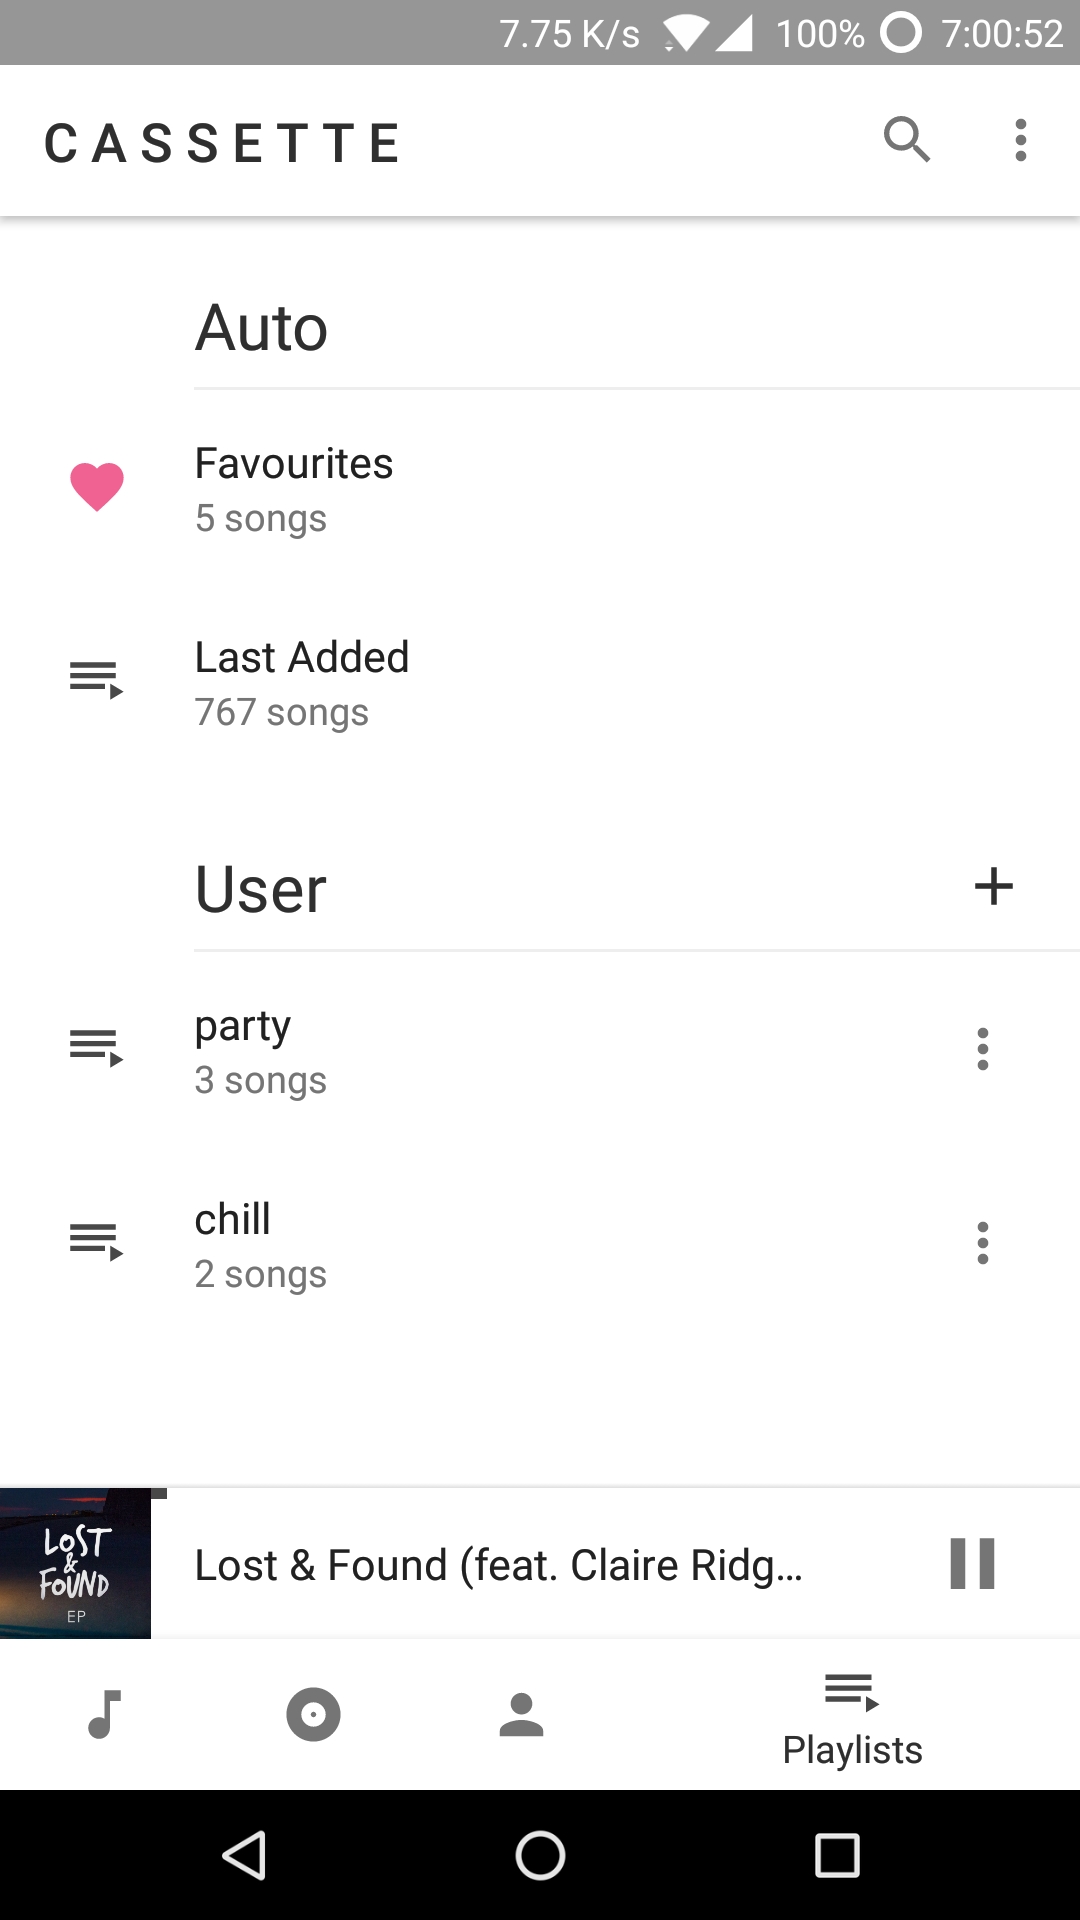 7.75 K/s 100% 7:00:52
CASSETTE
Auto
Favourites
5 songs
Last Added
767 songs
User
party
3 songs
chill
2 songs
LOST
&
FOUND
EP
Lost & Found (feat. Claire Ridg...
Playlists